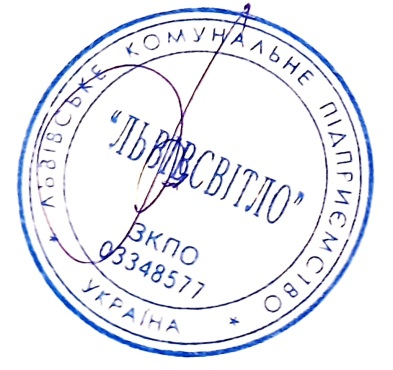 ЛЬВІВСЬКЕ КОМУНАЛЬНЕ ПІДПРИЄМСТВО
"ЛЬВІВСВІТЛО"
ЗКПО
03348577
* УКРАЇНА *